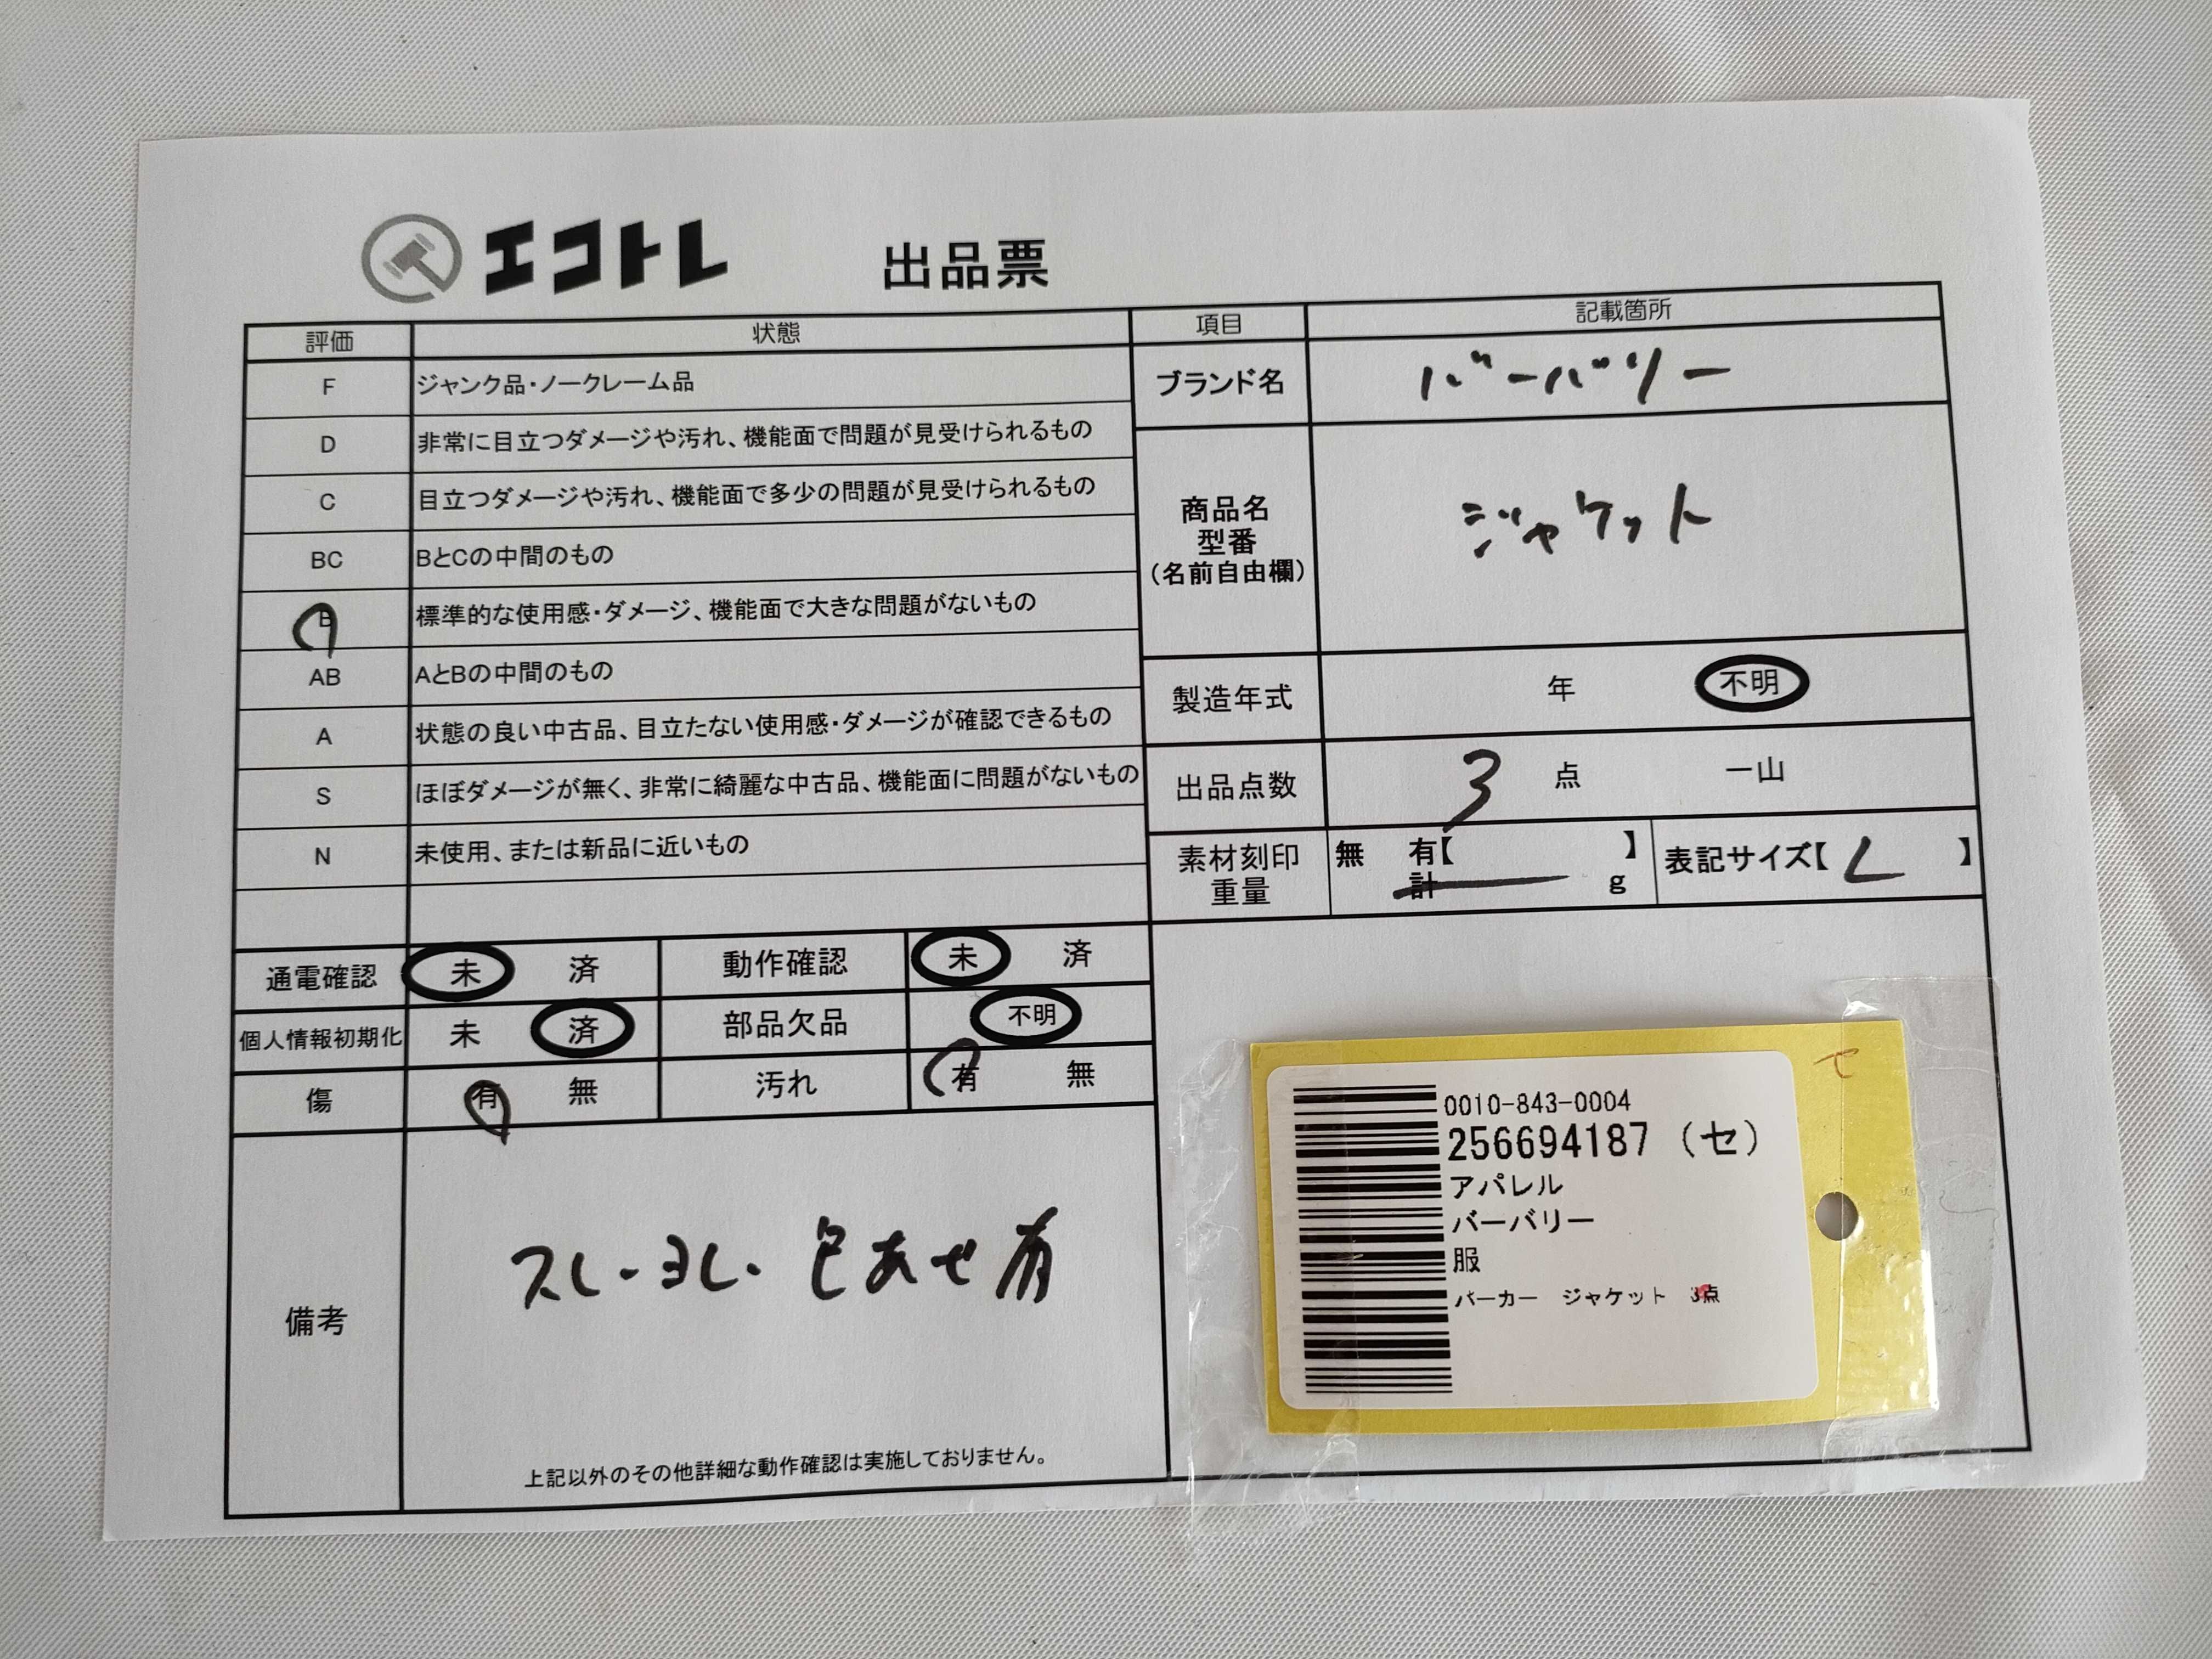 エコトレ 出品票
評価 状態
F ジャンク品・ノークレーム品
D 非常に目立つダメージや汚れ、機能面で問題が見受けられるもの
C 目立つダメージや汚れ、機能面で多少の問題が見受けられるもの
BC BとCの中間のもの
B 標準的な使用感・ダメージ、機能面で大きな問題がないもの
AB AとBの中間のもの
A 状態の良い中古品、目立たない使用感・ダメージが確認できるもの
S ほぼダメージが無く、非常に綺麗な中古品、機能面に問題がないもの
N 未使用、または新品に近いもの
通電確認 未 済 動作確認 未 済
個人情報初期化 未 済 部品欠品 不明
傷 有 無 汚れ 有 無
備考
スレ・ヨレ・色あせ有
上記以外のその他詳細な動作確認は実施しておりません。
項目 記載箇所
ブランド名 バーバリー
商品名
型番
(名前自由欄)
ジャケット
製造年式 年 不明
出品点数 3 点 一山
素材刻印 無 有【 】
重量 計 g
表記サイズ【 L 】
セ
0010-843-0004
256694187 (セ)
アパレル
バーバリー
服
パーカー ジャケット 3点